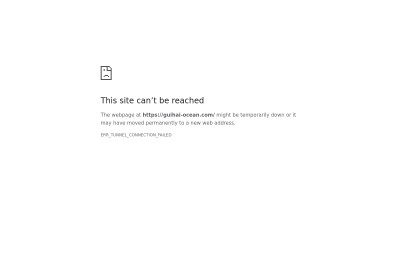 This site can't be reached
The webpage at https://guihai-ocean.com/ might be temporarily down or it
may have moved permanently to a new web address.
ERR_TUNNEL_CONNECTION_FAILED